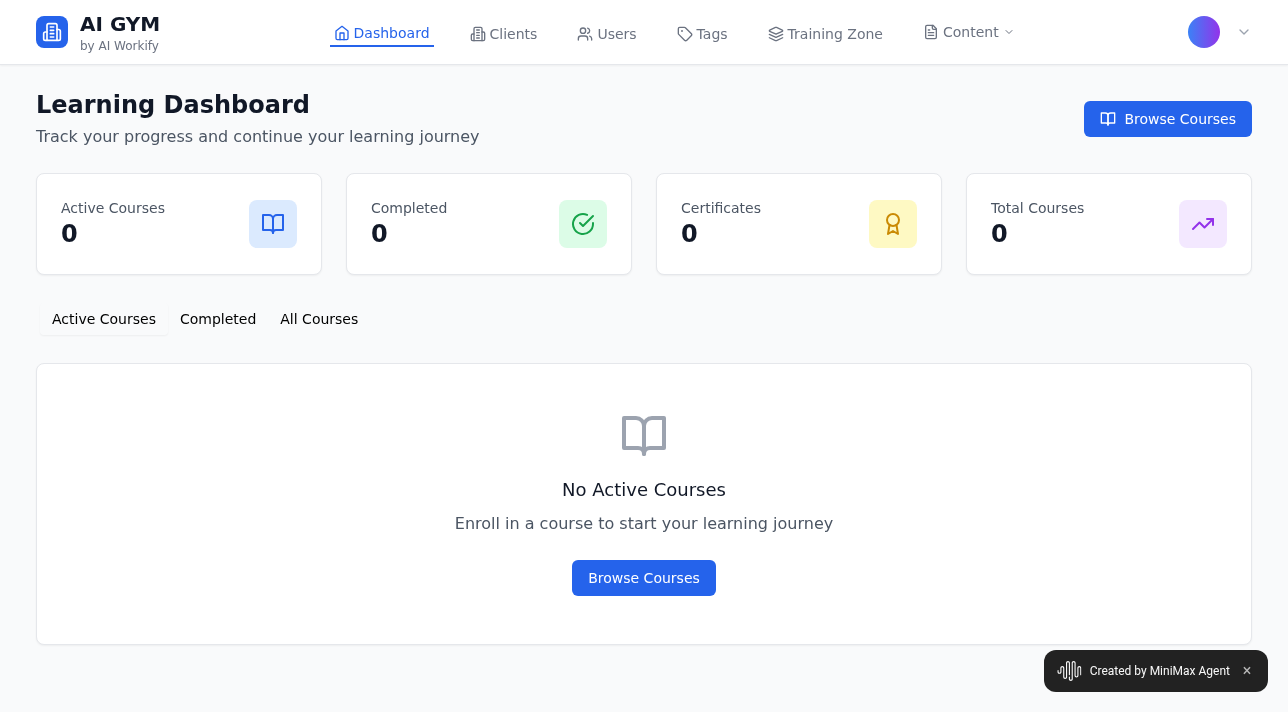 AI GYM
by AI Workify
Dashboard
Clients
Users
Tags
Training Zone
Content
Learning Dashboard
Track your progress and continue your learning journey
Browse Courses
Active Courses
0
Completed
0
Certificates
0
Total Courses
0
Active Courses
Completed
All Courses
No Active Courses
Enroll in a course to start your learning journey
Browse Courses
Created by MiniMax Agent